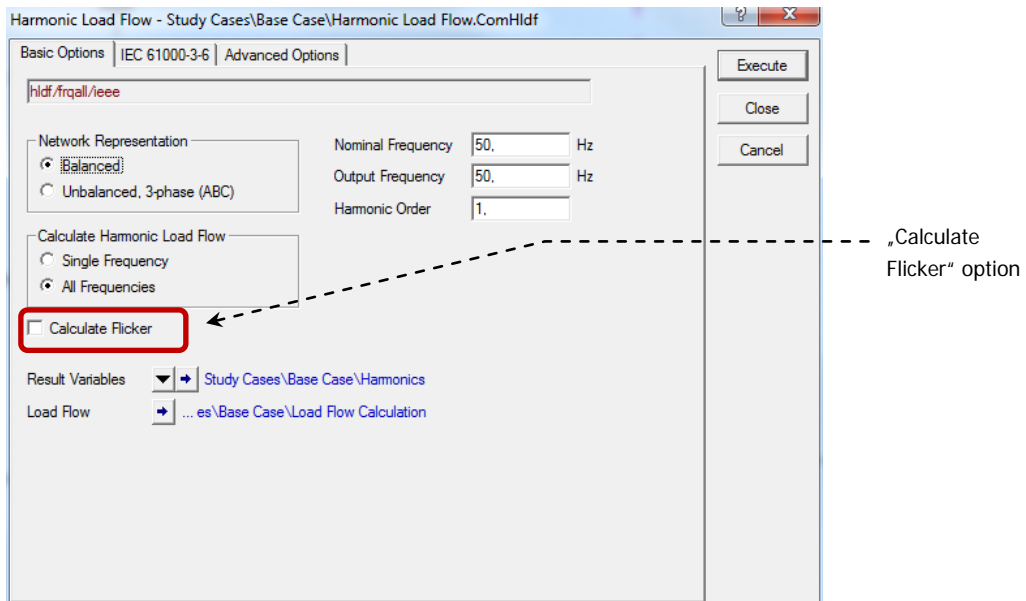 Harmonic Load Flow - Study Cases\Base Case\Harmonic Load Flow.ComHldf
? X
Basic Options IEC 61000-3-6 Advanced Options
Execute
hldf/frqall/ieee
Close
Network Representation
Nominal Frequency 50, Hz
Cancel
Balanced
Output Frequency 50, Hz
Unbalanced, 3-phase (ABC)
Harmonic Order 1,
Calculate Harmonic Load Flow
Single Frequency
All Frequencies
„Calculate
Flicker“ option
Calculate Flicker
Result Variables Study Cases\Base Case\Harmonics
Load Flow ... es\Base Case\Load Flow Calculation